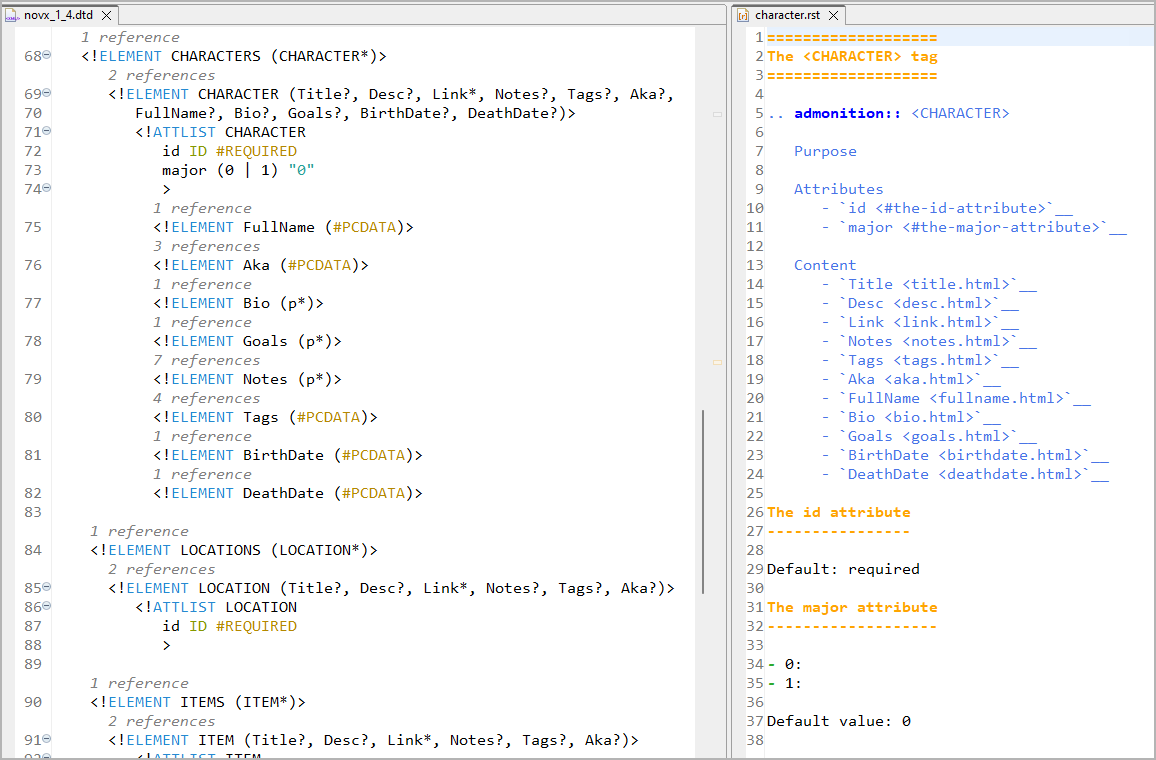 novx_1_4.dtd
1 reference
68 <!ELEMENT CHARACTERS (CHARACTER*)>
2 references
69 <!ELEMENT CHARACTER (Title?, Desc?, Link*, Notes?, Tags?, Aka?,
70 FullName?, Bio?, Goals?, BirthDate?, DeathDate?)>
71 <!ATTLIST CHARACTER
72 id ID #REQUIRED
73 major (0 | 1) "0"
74 >
1 reference
75 <!ELEMENT FullName (#PCDATA)>
3 references
76 <!ELEMENT Aka (#PCDATA)>
1 reference
77 <!ELEMENT Bio (p*)>
1 reference
78 <!ELEMENT Goals (p*)>
7 references
79 <!ELEMENT Notes (p*)>
4 references
80 <!ELEMENT Tags (#PCDATA)>
1 reference
81 <!ELEMENT BirthDate (#PCDATA)>
1 reference
82 <!ELEMENT DeathDate (#PCDATA)>
83
1 reference
84 <!ELEMENT LOCATIONS (LOCATION*)>
2 references
85 <!ELEMENT LOCATION (Title?, Desc?, Link*, Notes?, Tags?, Aka?)>
86 <!ATTLIST LOCATION
87 id ID #REQUIRED
88 >
89
1 reference
90 <!ELEMENT ITEMS (ITEM*)>
2 references
91 <!ELEMENT ITEM (Title?, Desc?, Link*, Notes?, Tags?, Aka?)>
92 <!ATTLIST ITEM
character.rst
1 ===================
2 The <CHARACTER> tag
3 ===================
4
5 .. admonition:: <CHARACTER>
6
7 Purpose
8
9 Attributes
10 - `id <#the-id-attribute>`__
11 - `major <#the-major-attribute>`__
12
13 Content
14 - `Title <title.html>`__
15 - `Desc <desc.html>`__
16 - `Link <link.html>`__
17 - `Notes <notes.html>`__
18 - `Tags <tags.html>`__
19 - `Aka <aka.html>`__
20 - `FullName <fullname.html>`__
21 - `Bio <bio.html>`__
22 - `Goals <goals.html>`__
23 - `BirthDate <birthdate.html>`__
24 - `DeathDate <deathdate.html>`__
25
26 The id attribute
27 ----------------
28
29 Default: required
30
31 The major attribute
32 -------------------
33
34 - 0:
35 - 1:
36
37 Default value: 0
38